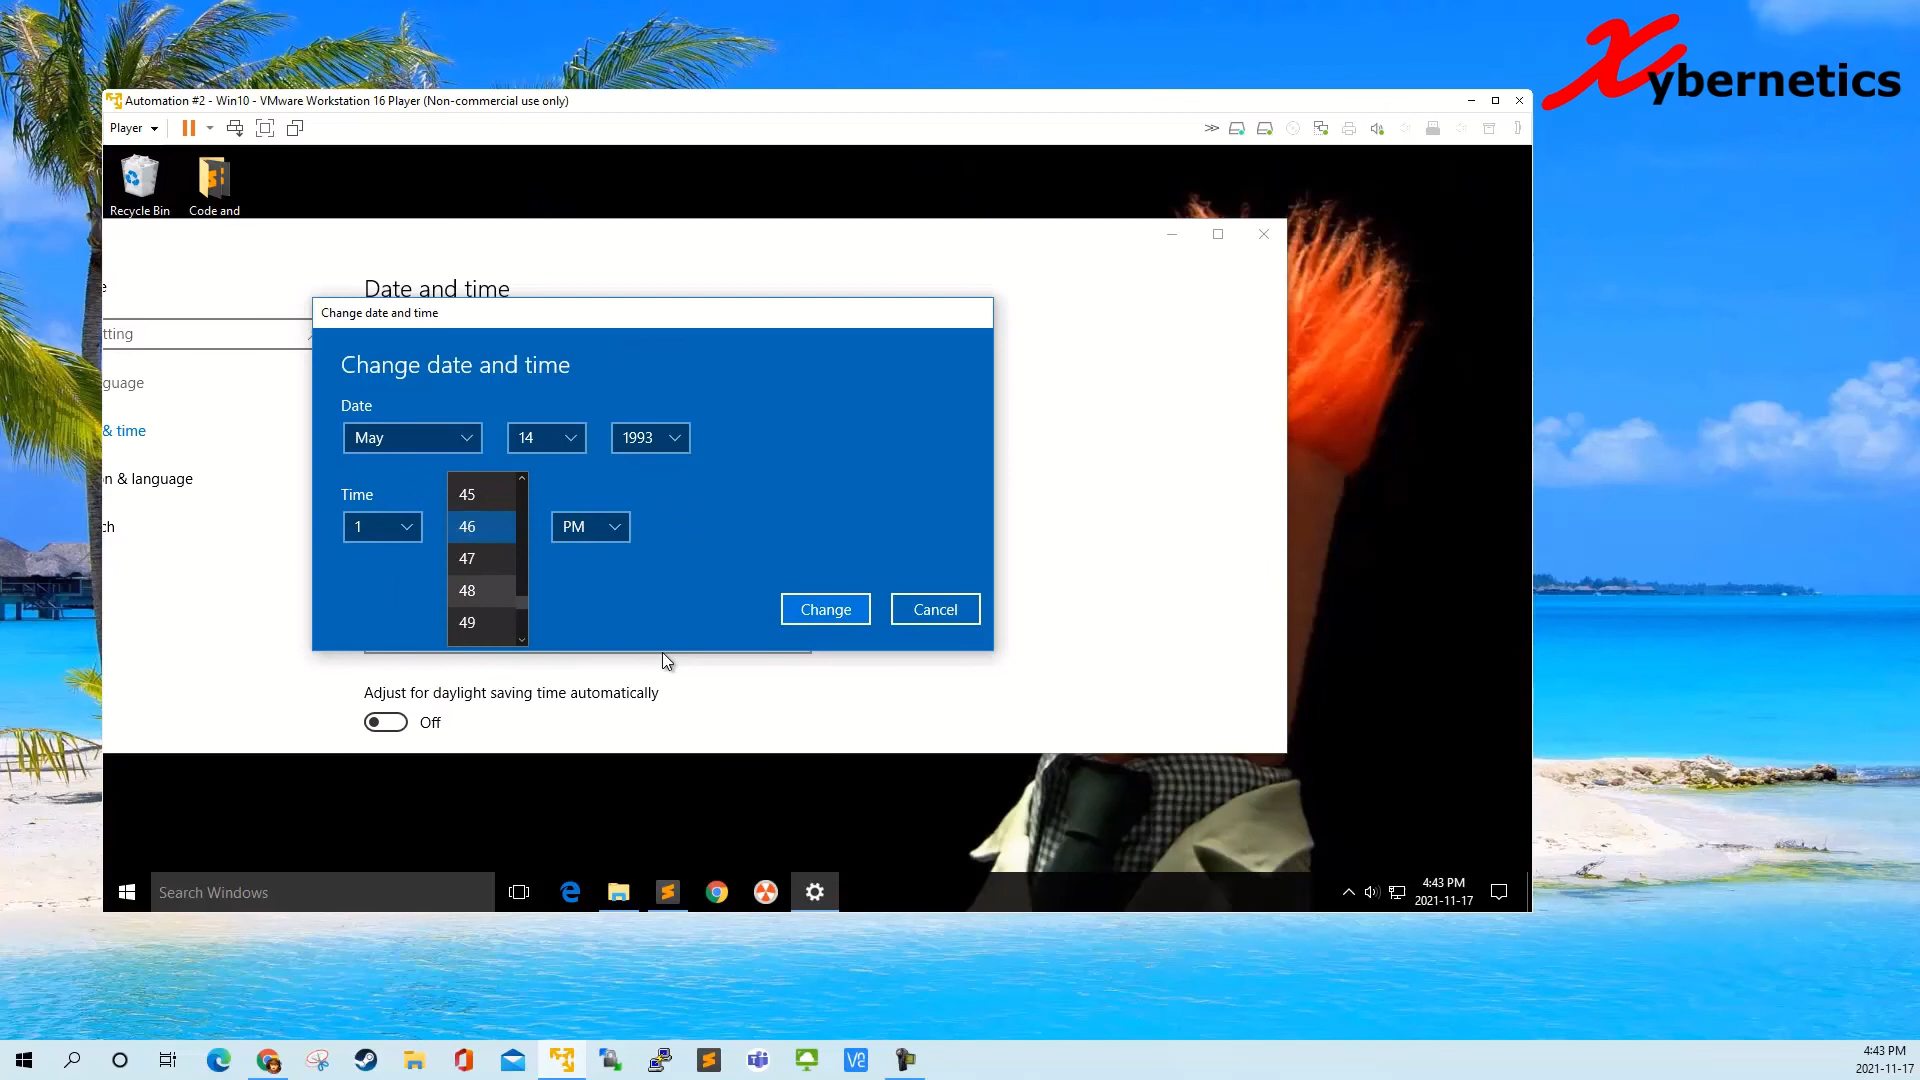 Xybernetics
Automation #2 - Win10 - VMware Workstation 16 Player (Non-commercial use only)
Player
Recycle Bin
Code and
e
Date and time
Change date and time
tting
Change date and time
nguage
Date
& time
May
14
1993
n & language
Time
45
1
46
PM
ch
47
48
49
Change
Cancel
Adjust for daylight saving time automatically
Off
Search Windows
4:43 PM
2021-11-17
4:43 PM
2021-11-17